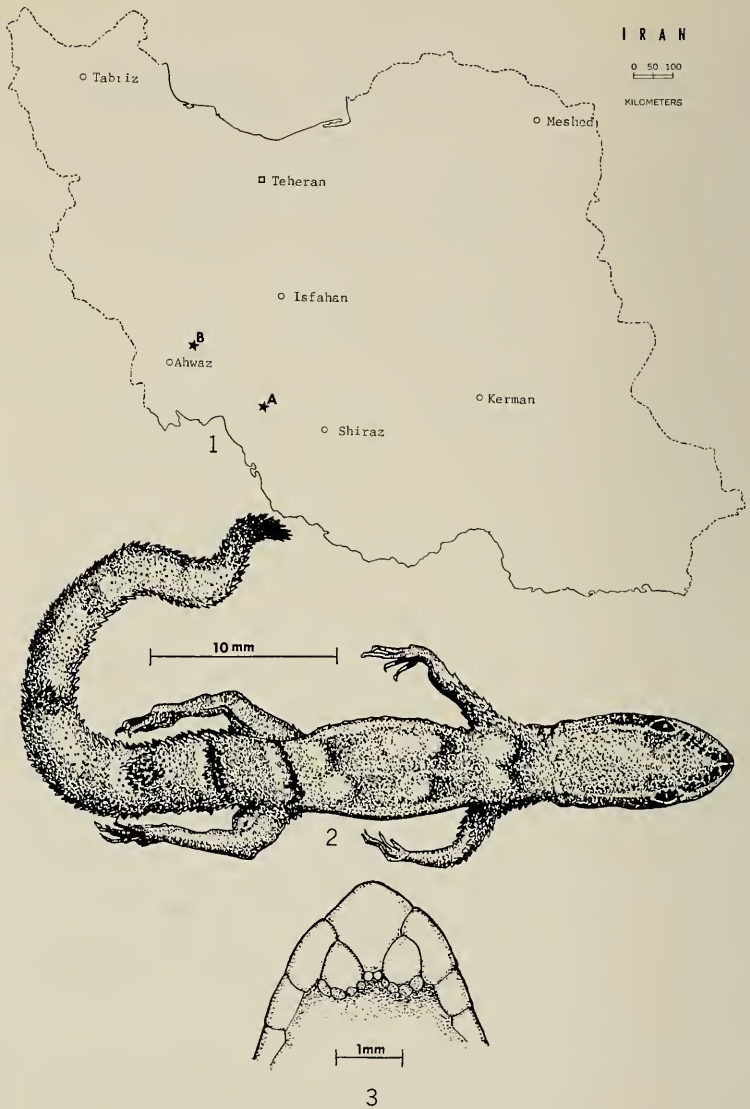 I R A N
0 50 100
KILOMETERS
Tabriz
Meshed
Teheran
Isfahan
B
Ahwaz
A
Kerman
Shiraz
1
10 mm
2
1mm
3